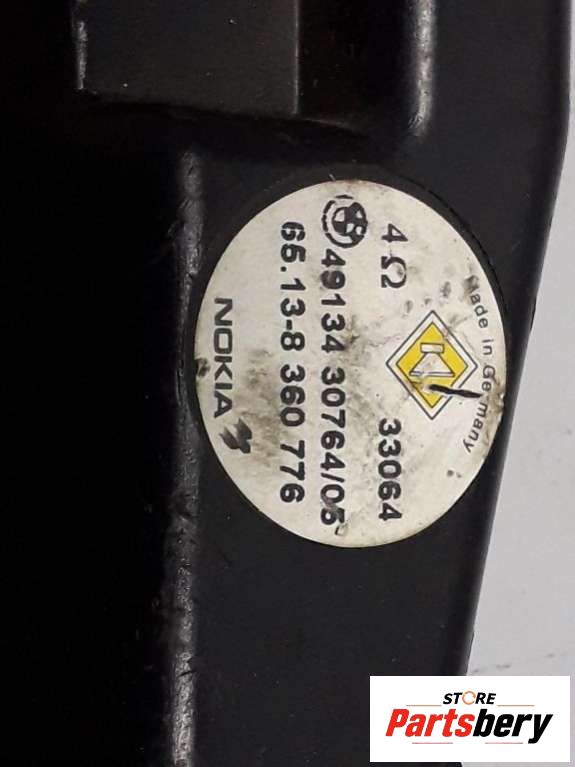 Made in Germany
4 Ω 33064
49134 30764/05
65.13-8 360 776
NOKIA
STORE
Partsbery